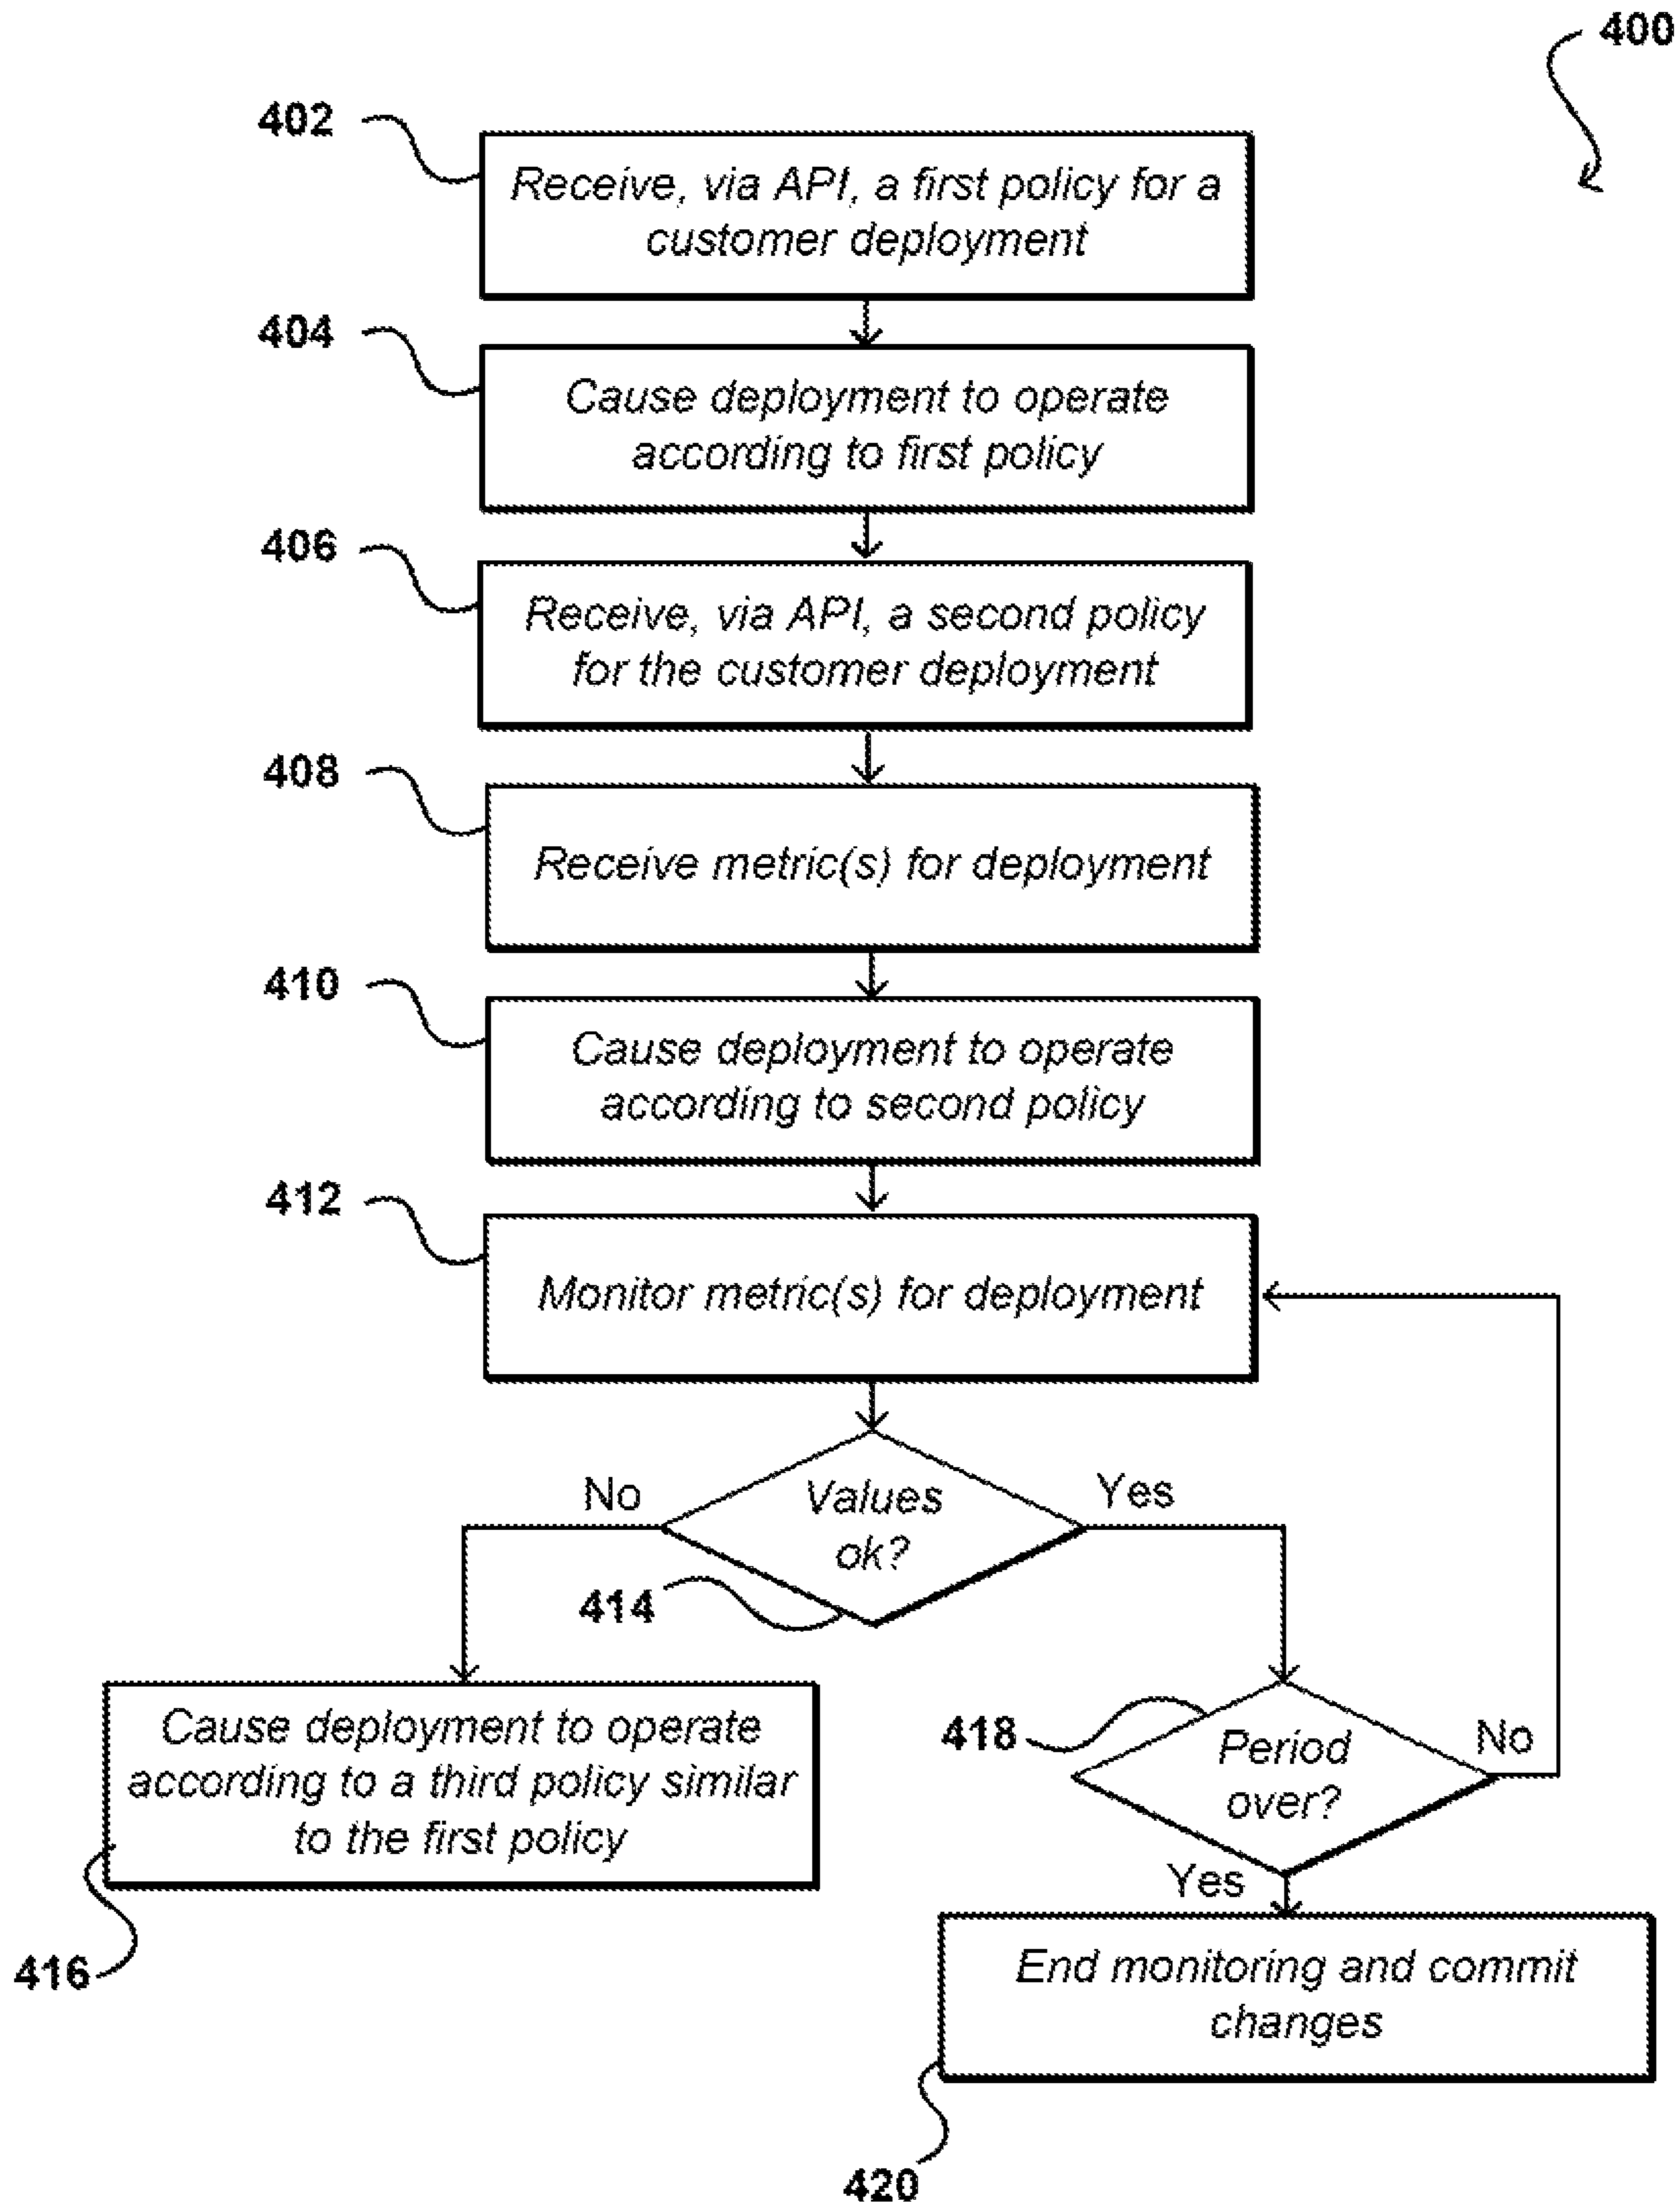 400
402
Receive, via API, a first policy for a
customer deployment
404
Cause deployment to operate
according to first policy
406
Receive, via API, a second policy
for the customer deployment
408
Receive metric(s) for deployment
410
Cause deployment to operate
according to second policy
412
Monitor metric(s) for deployment
No
Values
ok?
Yes
414
Cause deployment to operate
according to a third policy similar
to the first policy
416
418
Period
over?
No
Yes
End monitoring and commit
changes
420